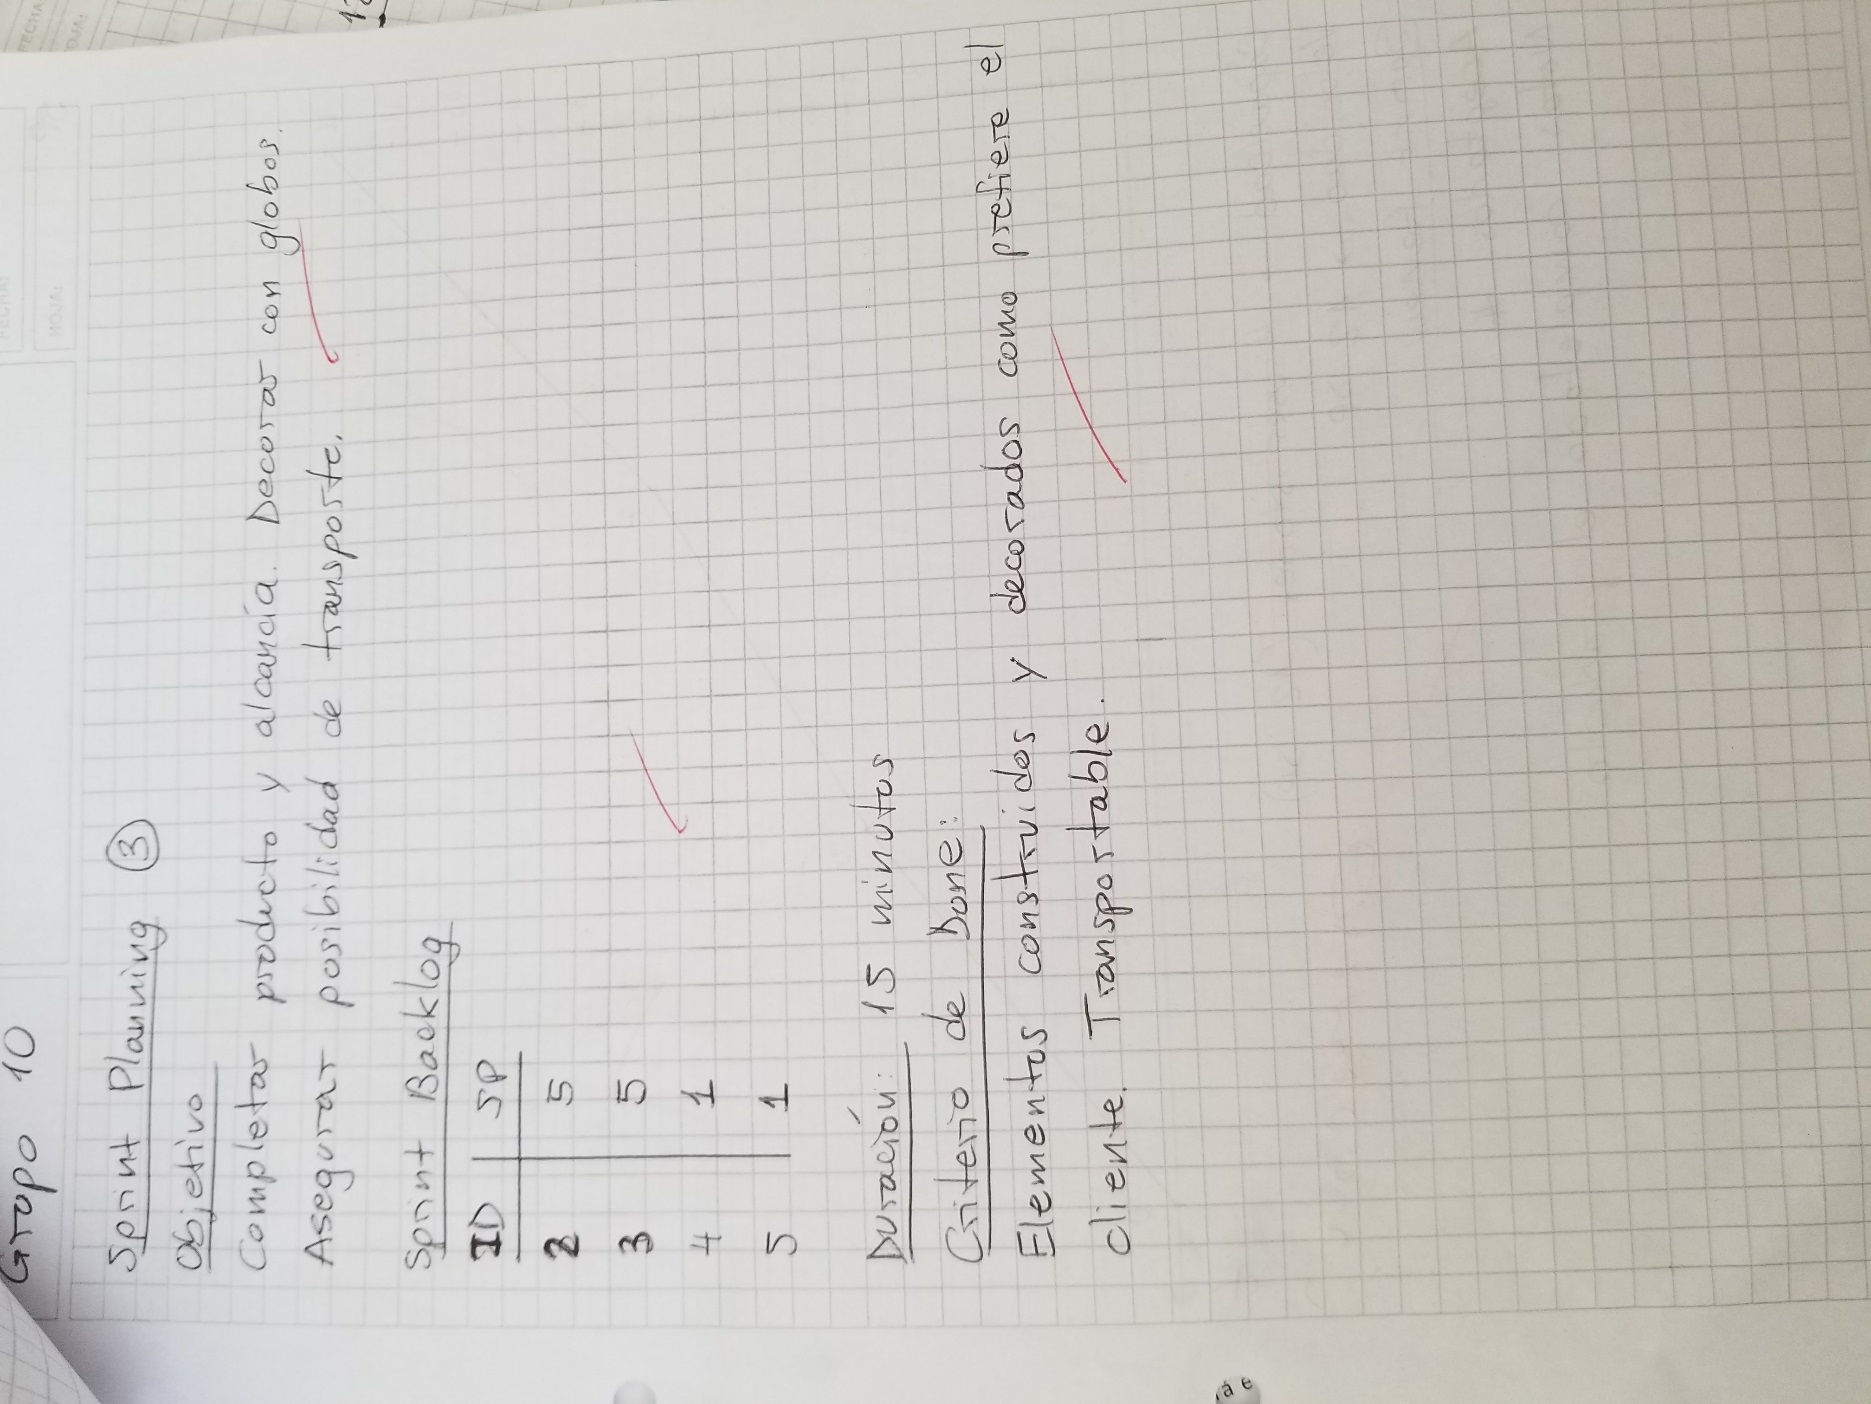 Grupo 10
Sprint Planning 3
Objetivo
Completar producto y alcancía. Decorar con globos.
Asegurar posibilidad de transporte.
Sprint Backlog
ID SP
2 5
3 5
4 1
5 1
Duración: 15 minutos
Criterio de Done:
Elementos construidos y decorados como prefiere el
cliente. Transportable.
HOJA:
FECHA: